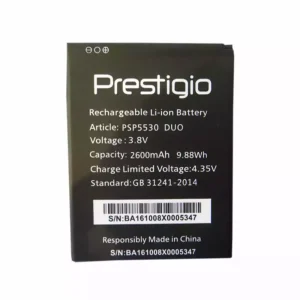 Prestigio
Rechargeable Li-ion Battery
Article: PSP5530 DUO
Voltage : 3.8V
Capacity: 2600mAh 9.88Wh
Charge Limited Voltage:4.35V
Standard:GB 31241-2014
S/N:BA161008X0005347
Responsibly Made in China
S/N:BA161008X0005347